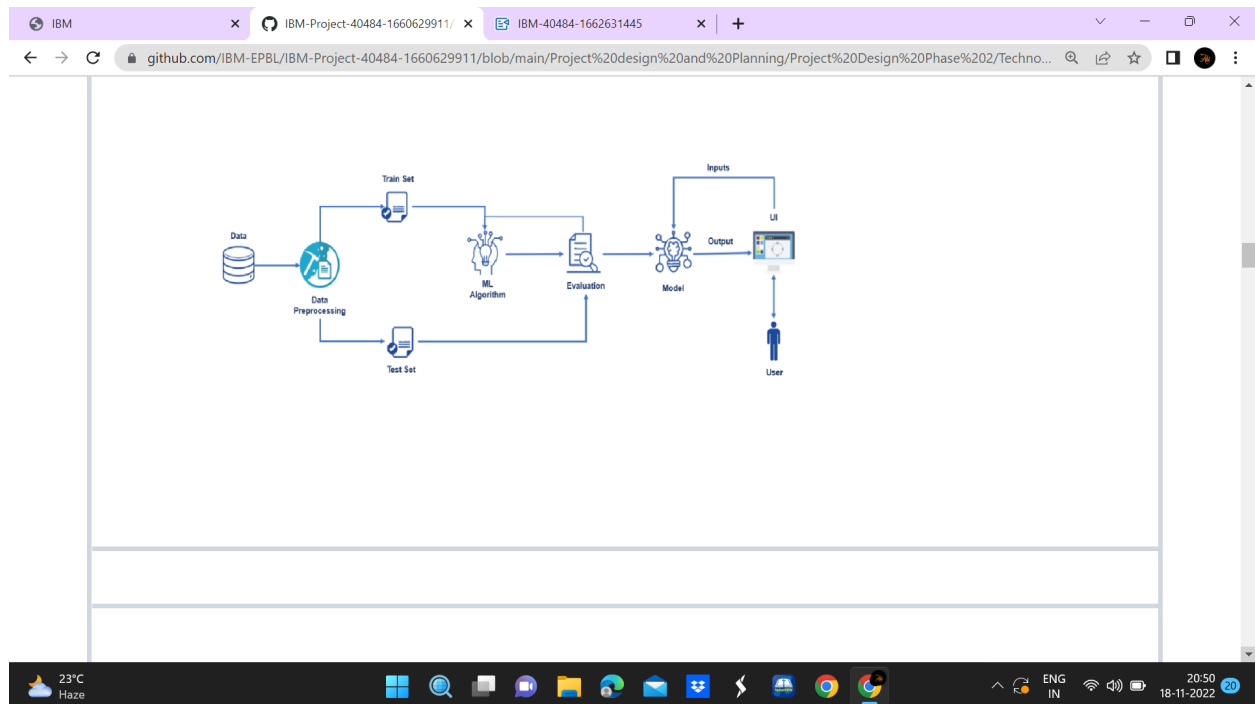 IBM
IBM-Project-40484-1660629911/
IBM-40484-1662631445
github.com/IBM-EPBL/IBM-Project-40484-1660629911/blob/main/Project%20design%20and%20Planning/Project%20Design%20Phase%202/Techno...
Inputs
Train Set
UI
Data
Output
ML
Algorithm
Evaluation
Model
Data
Preprocessing
Test Set
User
23°C
Haze
ENG
IN
20:50
18-11-2022
20